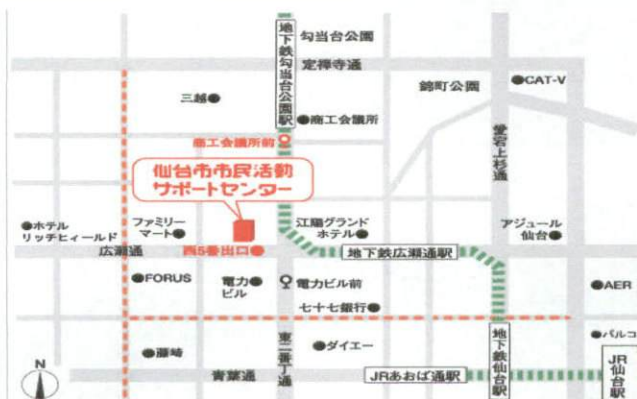 勾当台公園
地下鉄勾当台公園駅
定禅寺通
錦町公園
CAT-V
三越
商工会議所
商工会議所前
愛宕上杉通
仙台市市民活動
サポートセンター
ホテル
リッチフィールド
ファミリー
マート
江陽グランド
ホテル
アジュール
仙台
広瀬通
西5番出口
地下鉄広瀬通駅
FORUS
電力
ビル
電力ビル前
AER
七十七銀行
パルコ
藤崎
東二番丁通
ダイエー
地下鉄仙台駅
JR
仙台駅
N
青葉通
JRあおば通駅